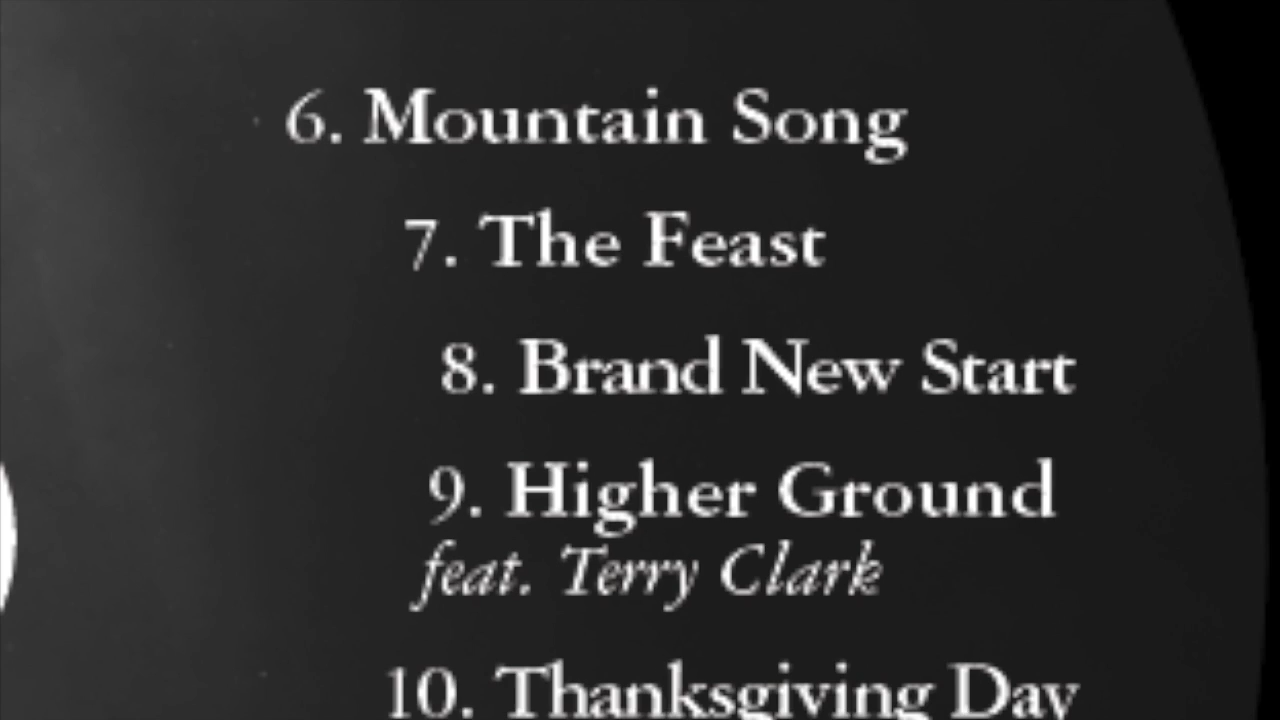 6. Mountain Song
7. The Feast
8. Brand New Start
9. Higher Ground
feat. Terry Clark
10. Thanksgiving Day